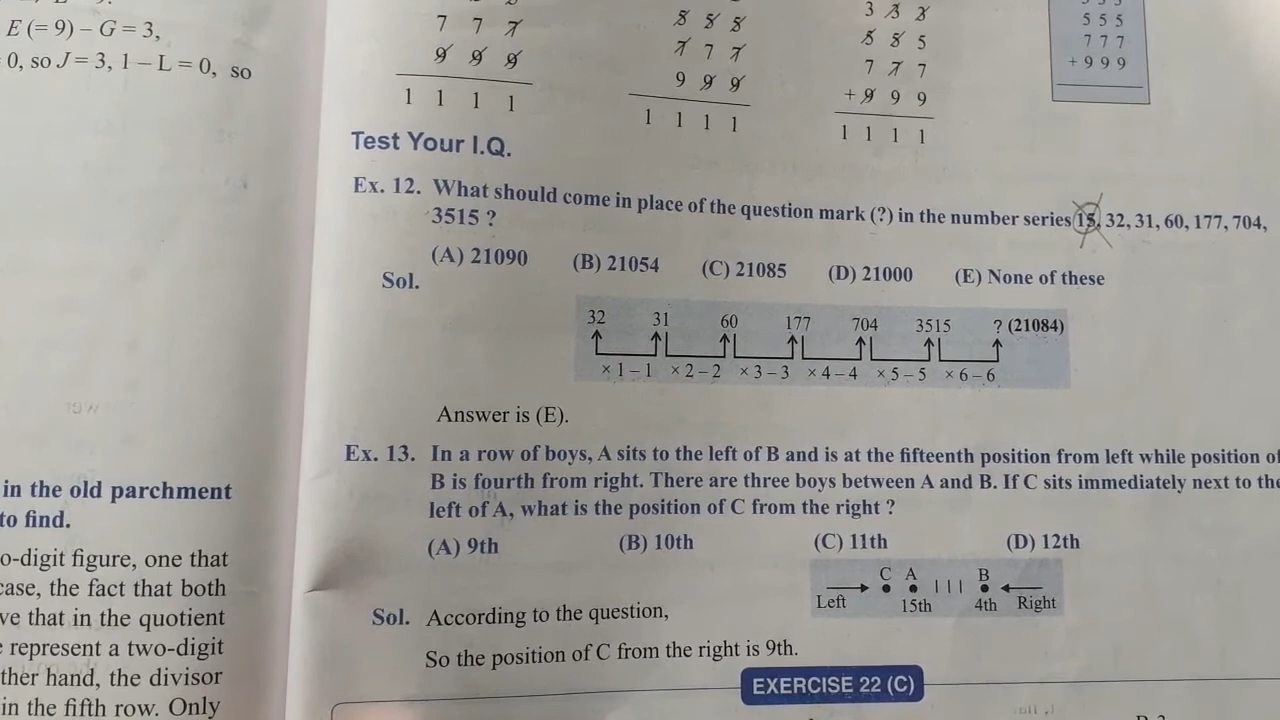 E (= 9) – G = 3,
0, so J = 3, 1 – L = 0, so
in the old parchment
to find.
o-digit figure, one that
case, the fact that both
ve that in the quotient
represent a two-digit
ther hand, the divisor
in the fifth row. Only
7 7 7
9 9 9
1 1 1 1
5 5 5
7 7 7
9 9 9
1 1 1 1
3 3 3
5 5 5
7 7 7
+ 9 9 9
1 1 1 1
5 5 5
7 7 7
+ 9 9 9
Test Your I.Q.
Ex. 12. What should come in place of the question mark (?) in the number series 15, 32, 31, 60, 177, 704,
3515 ?
(A) 21090 (B) 21054 (C) 21085 (D) 21000 (E) None of these
Sol.
32 31 60 177 704 3515 ? (21084)
× 1 – 1 × 2 – 2 × 3 – 3 × 4 – 4 × 5 – 5 × 6 – 6
Answer is (E).
Ex. 13. In a row of boys, A sits to the left of B and is at the fifteenth position from left while position of
B is fourth from right. There are three boys between A and B. If C sits immediately next to the
left of A, what is the position of C from the right ?
(A) 9th (B) 10th (C) 11th (D) 12th
C A B
Left 15th 4th Right
Sol. According to the question,
So the position of C from the right is 9th.
EXERCISE 22 (C)